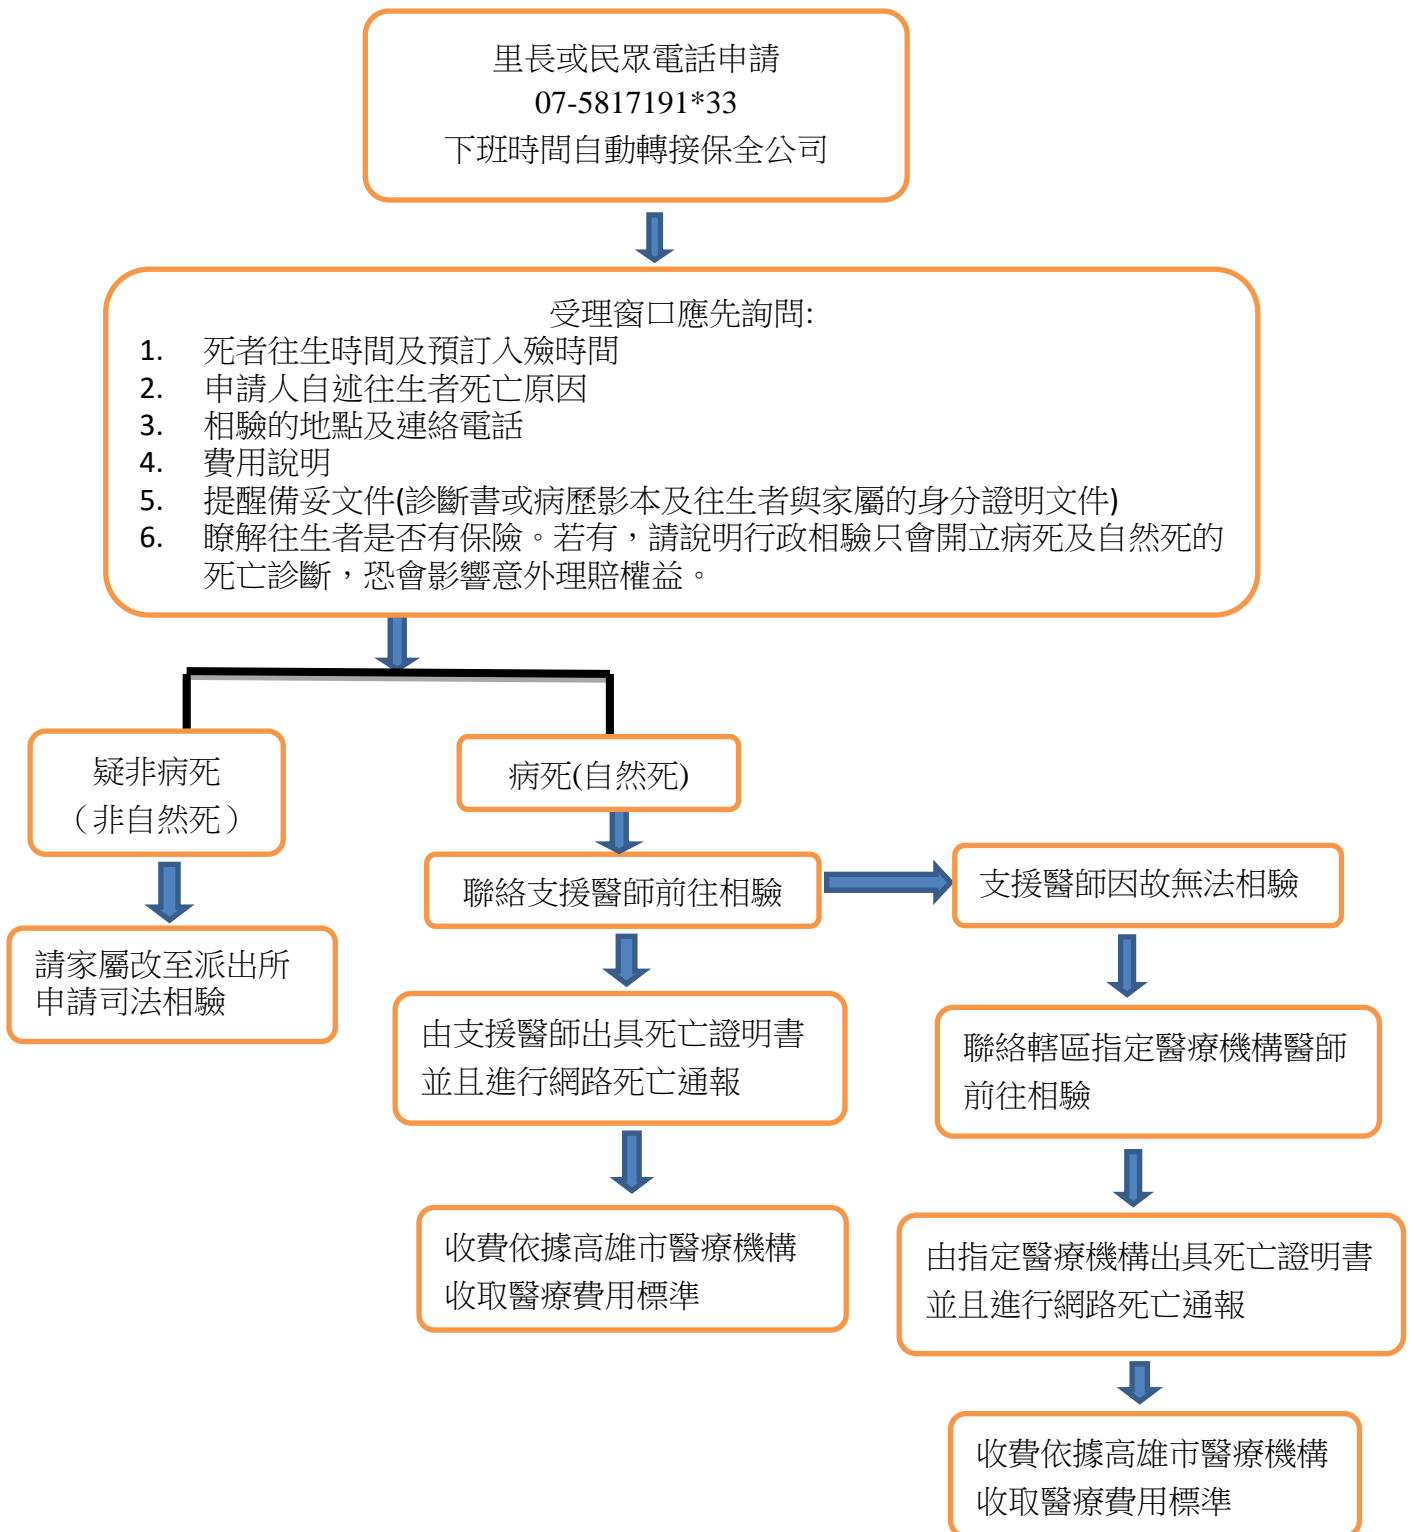 里長或民眾電話申請
07-5817191*33
下班時間自動轉接保全公司
受理窗口應先詢問:
1. 死者往生時間及預訂入殮時間
2. 申請人自述往生者死亡原因
3. 相驗的地點及連絡電話
4. 費用說明
5. 提醒備妥文件(診斷書或病歷影本及往生者與家屬的身分證明文件)
6. 瞭解往生者是否有保險。若有，請說明行政相驗只會開立病死及自然死的
死亡診斷，恐會影響意外理賠權益。
疑非病死
（非自然死）
請家屬改至派出所
申請司法相驗
病死(自然死)
聯絡支援醫師前往相驗
由支援醫師出具死亡證明書
並且進行網路死亡通報
收費依據高雄市醫療機構
收取醫療費用標準
支援醫師因故無法相驗
聯絡轄區指定醫療機構醫師
前往相驗
由指定醫療機構出具死亡證明書
並且進行網路死亡通報
收費依據高雄市醫療機構
收取醫療費用標準